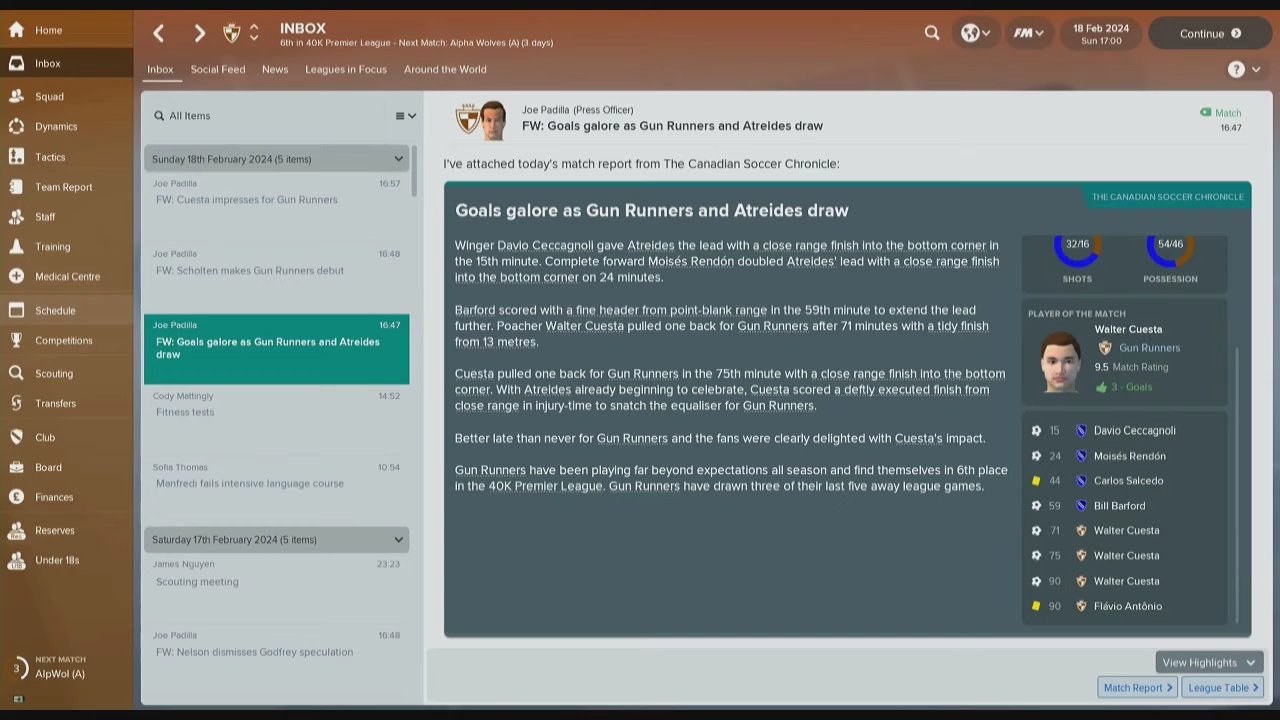 Home
Inbox
Squad
Dynamics
Tactics
Team Report
Staff
Training
Medical Centre
Schedule
Competitions
Scouting
Transfers
Club
Board
Finances
Reserves
Under 18s
3
NEXT MATCH
AlpWol (A)
INBOX
6th in 40K Premier League - Next Match: Alpha Wolves (A) (3 days)
FM
18 Feb 2024
Sun 17:00
Continue
Inbox
Social Feed
News
Leagues in Focus
Around the World
?
All Items
Sunday 18th February 2024 (5 items)
Joe Padilla 16:57
FW: Cuesta impresses for Gun Runners
Joe Padilla 16:48
FW: Scholten makes Gun Runners debut
Joe Padilla 16:47
FW: Goals galore as Gun Runners and Atreides
draw
Cody Mattingly 14:52
Fitness tests
Sofia Thomas 10:54
Manfredi fails intensive language course
Saturday 17th February 2024 (5 items)
James Nguyen 23:23
Scouting meeting
Joe Padilla 16:48
FW: Nelson dismisses Godfrey speculation
Joe Padilla (Press Officer)
FW: Goals galore as Gun Runners and Atreides draw
Match
16:47
I've attached today's match report from The Canadian Soccer Chronicle:
THE CANADIAN SOCCER CHRONICLE
Goals galore as Gun Runners and Atreides draw
Winger Davio Ceccagnoli gave Atreides the lead with a close range finish into the bottom corner in
the 15th minute. Complete forward Moisés Rendón doubled Atreides' lead with a close range finish
into the bottom corner on 24 minutes.
Barford scored with a fine header from point-blank range in the 59th minute to extend the lead
further. Poacher Walter Cuesta pulled one back for Gun Runners after 71 minutes with a tidy finish
from 13 metres.
Cuesta pulled one back for Gun Runners in the 75th minute with a close range finish into the bottom
corner. With Atreides already beginning to celebrate, Cuesta scored a deftly executed finish from
close range in injury-time to snatch the equaliser for Gun Runners.
Better late than never for Gun Runners and the fans were clearly delighted with Cuesta's impact.
Gun Runners have been playing far beyond expectations all season and find themselves in 6th place
in the 40K Premier League. Gun Runners have drawn three of their last five away league games.
32/16
SHOTS
54/46
POSSESSION
PLAYER OF THE MATCH
Walter Cuesta
Gun Runners
9.5 Match Rating
3 - Goals
15 Davio Ceccagnoli
24 Moisés Rendón
44 Carlos Salcedo
59 Bill Barford
71 Walter Cuesta
75 Walter Cuesta
90 Walter Cuesta
90 Flávio Antônio
View Highlights
Match Report
League Table